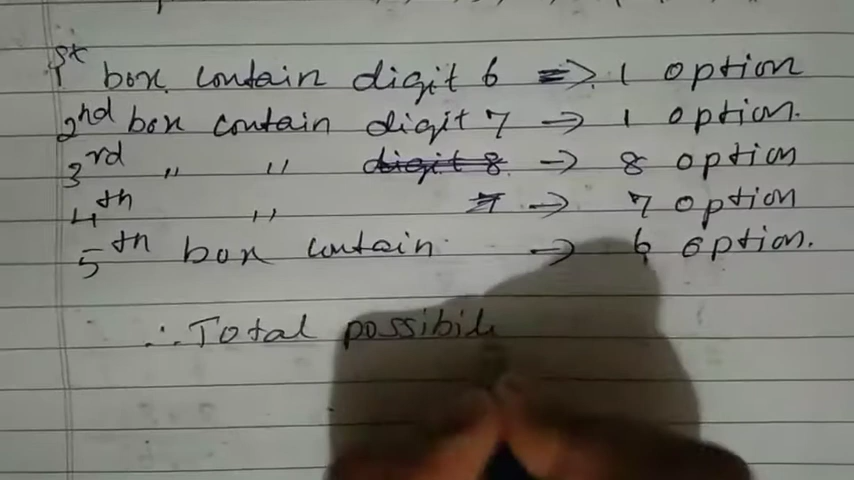 1st box contain digit 6 => 1 option
2nd box contain digit 7 → 1 option.
3rd " " digit 8 → 8 option
4th " 7 → 7 option
5th box contain → 6 option.
∴ Total possibili